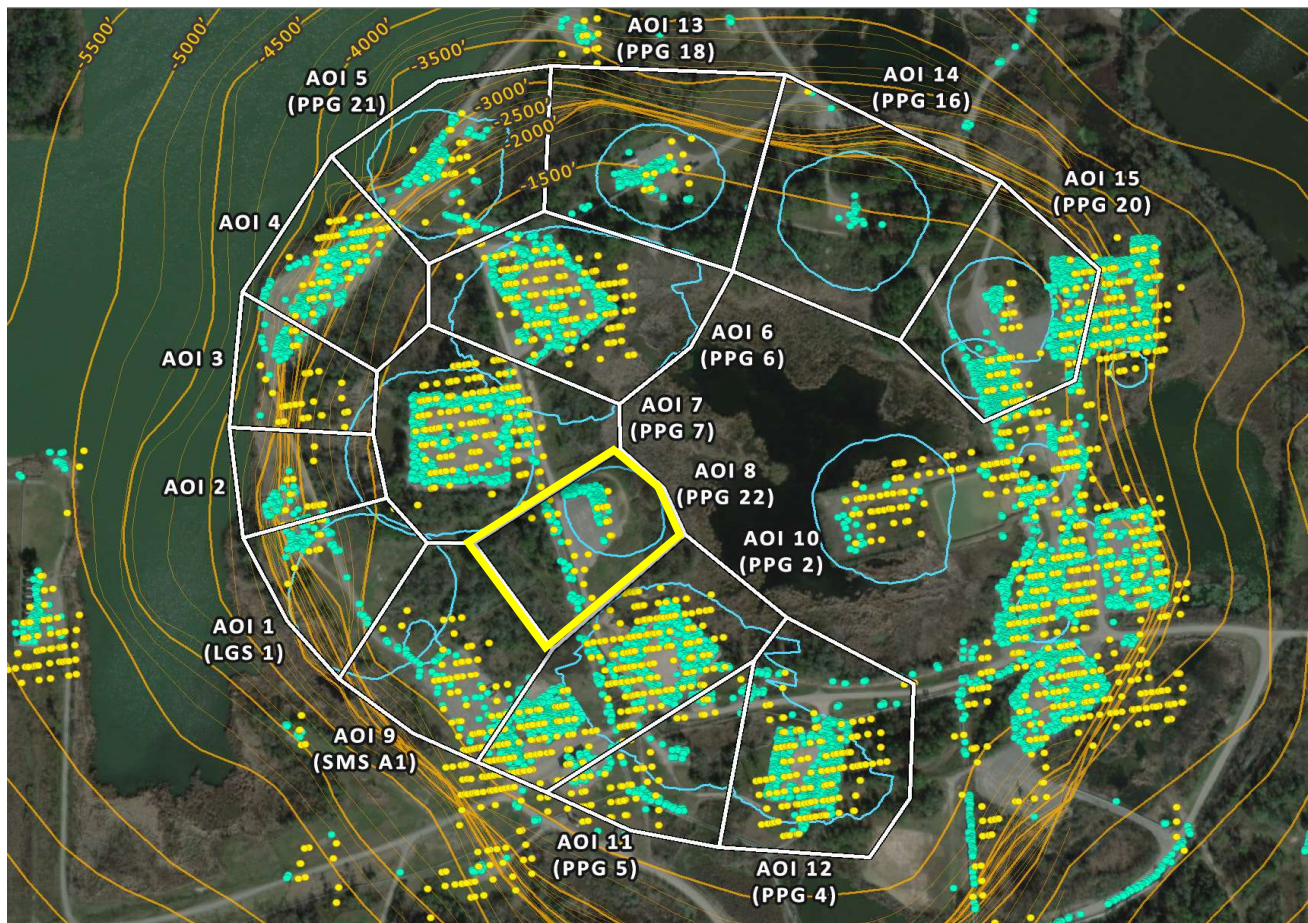 -5500'
-5000'
-4500'
-4000'
-3500'
-3000'
-2500'
-2000'
-1500'
AOI 13
(PPG 18)
AOI 14
(PPG 16)
AOI 5
(PPG 21)
AOI 15
(PPG 20)
AOI 4
AOI 3
AOI 6
(PPG 6)
AOI 7
(PPG 7)
AOI 2
AOI 8
(PPG 22)
AOI 10
(PPG 2)
AOI 1
(LGS 1)
AOI 9
(SMS A1)
AOI 11
(PPG 5)
AOI 12
(PPG 4)